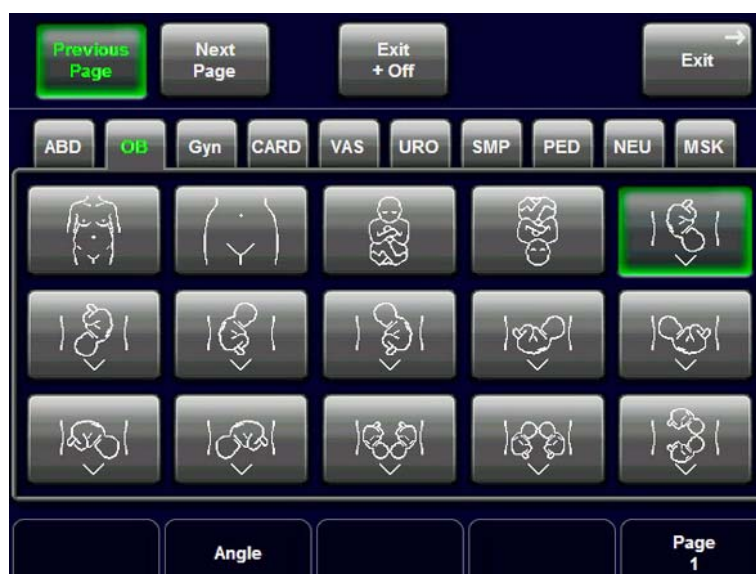 Previous
Page
Next
Page
Exit
+ Off
Exit
ABD OB Gyn CARD VAS URO SMP PED NEU MSK
Angle
Page
1